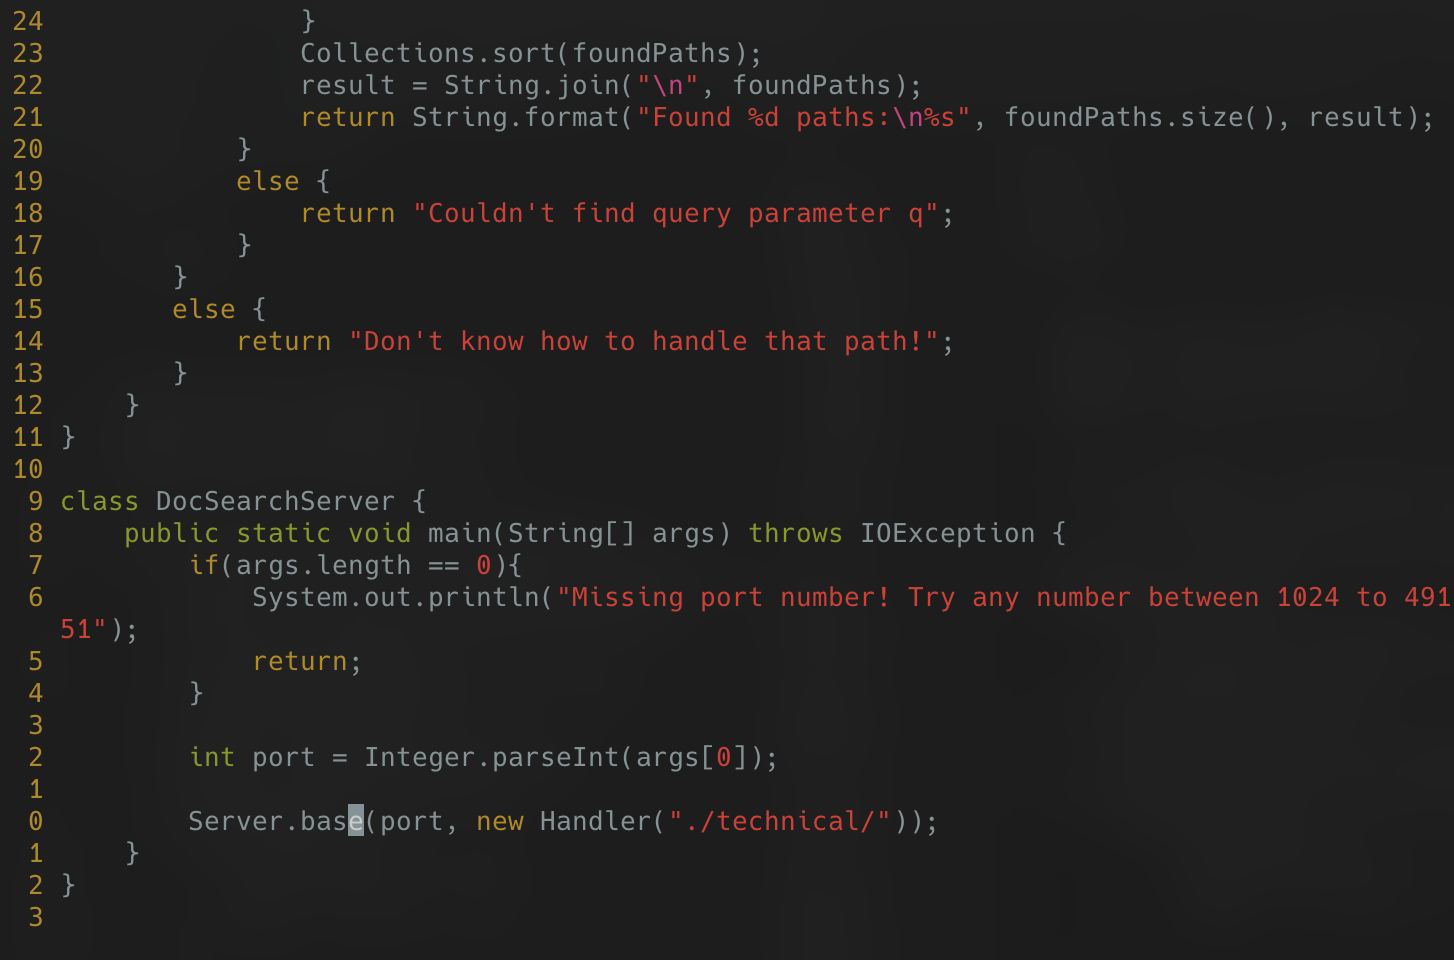 24                 }
23                 Collections.sort(foundPaths);
22                 result = String.join("\n", foundPaths);
21                 return String.format("Found %d paths:\n%s", foundPaths.size(), result);
20             }
19             else {
18                 return "Couldn't find query parameter q";
17             }
16         }
15         else {
14             return "Don't know how to handle that path!";
13         }
12     }
11 }
10
 9 class DocSearchServer {
 8     public static void main(String[] args) throws IOException {
 7         if(args.length == 0){
 6             System.out.println("Missing port number! Try any number between 1024 to 491
   51");
 5             return;
 4         }
 3
 2         int port = Integer.parseInt(args[0]);
 1
 0         Server.base(port, new Handler("./technical/"));
 1     }
 2 }
 3